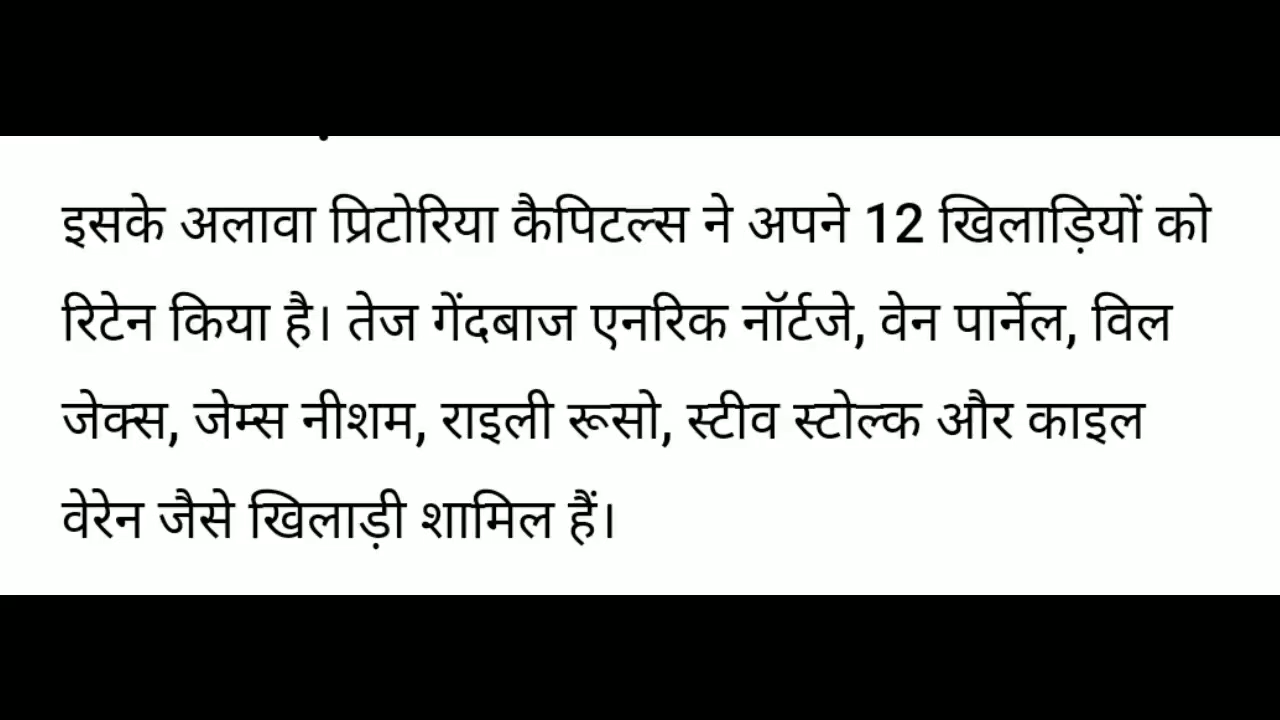 इसके अलावा प्रिटोरिया कैपिटल्स ने अपने 12 खिलाड़ियों को
रिटेन किया है। तेज गेंदबाज एनरिक नॉर्टजे, वेन पार्नेल, विल
जेक्स, जेम्स नीशम, राइली रूसो, स्टीव स्टोल्क और काइल
वेरेन जैसे खिलाड़ी शामिल हैं।